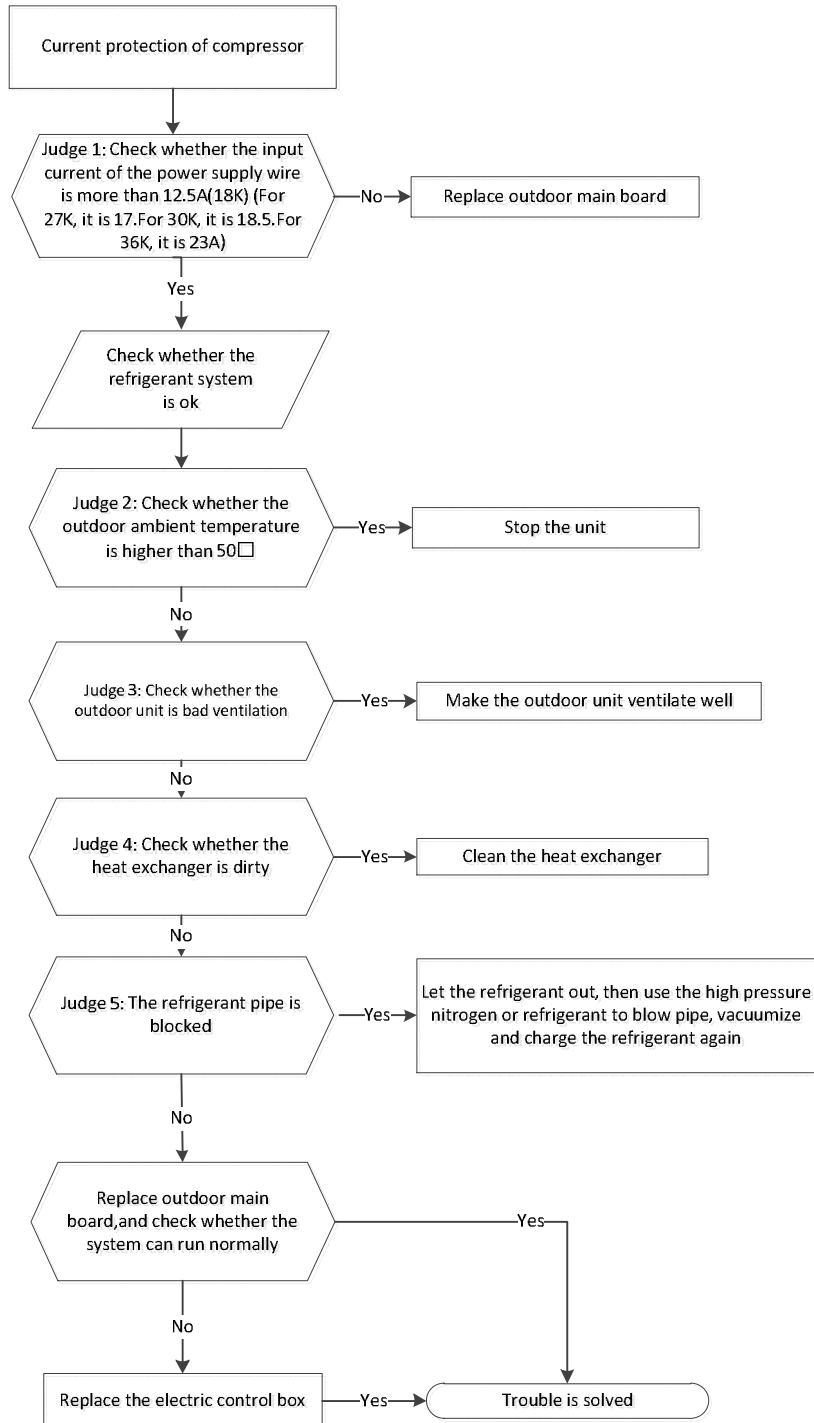 Current protection of compressor
Judge 1: Check whether the input
current of the power supply wire
is more than 12.5A(18K) (For
27K, it is 17.For 30K, it is 18.5.For
36K, it is 23A)
No
Replace outdoor main board
Yes
Check whether the
refrigerant system
is ok
Judge 2: Check whether the
outdoor ambient temperature
is higher than 50□
Yes
Stop the unit
No
Judge 3: Check whether the
outdoor unit is bad ventilation
Yes
Make the outdoor unit ventilate well
No
Judge 4: Check whether the
heat exchanger is dirty
Yes
Clean the heat exchanger
No
Judge 5: The refrigerant pipe is
blocked
Yes
Let the refrigerant out, then use the high pressure
nitrogen or refrigerant to blow pipe, vacuumize
and charge the refrigerant again
No
Replace outdoor main
board,and check whether the
system can run normally
Yes
No
Replace the electric control box
Yes
Trouble is solved